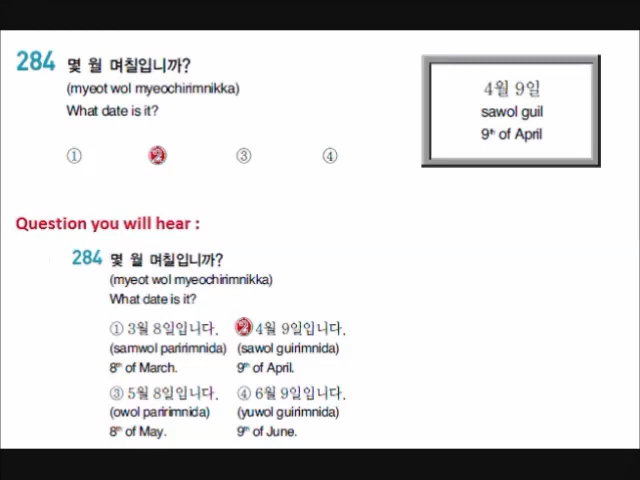 284 몇 월 며칠입니까?
(myeot wol myeochirimnikka)
What date is it?
① ② ③ ④
4월 9일
sawol guil
9th of April
Question you will hear :
284 몇 월 며칠입니까?
(myeot wol myeochirimnikka)
What date is it?
① 3월 8일입니다. ② 4월 9일입니다.
(samwol paririmnida) (sawol guirimnida)
8th of March. 9th of April.
③ 5월 8일입니다. ④ 6월 9일입니다.
(owol paririmnida) (yuwol guirimnida)
8th of May. 9th of June.